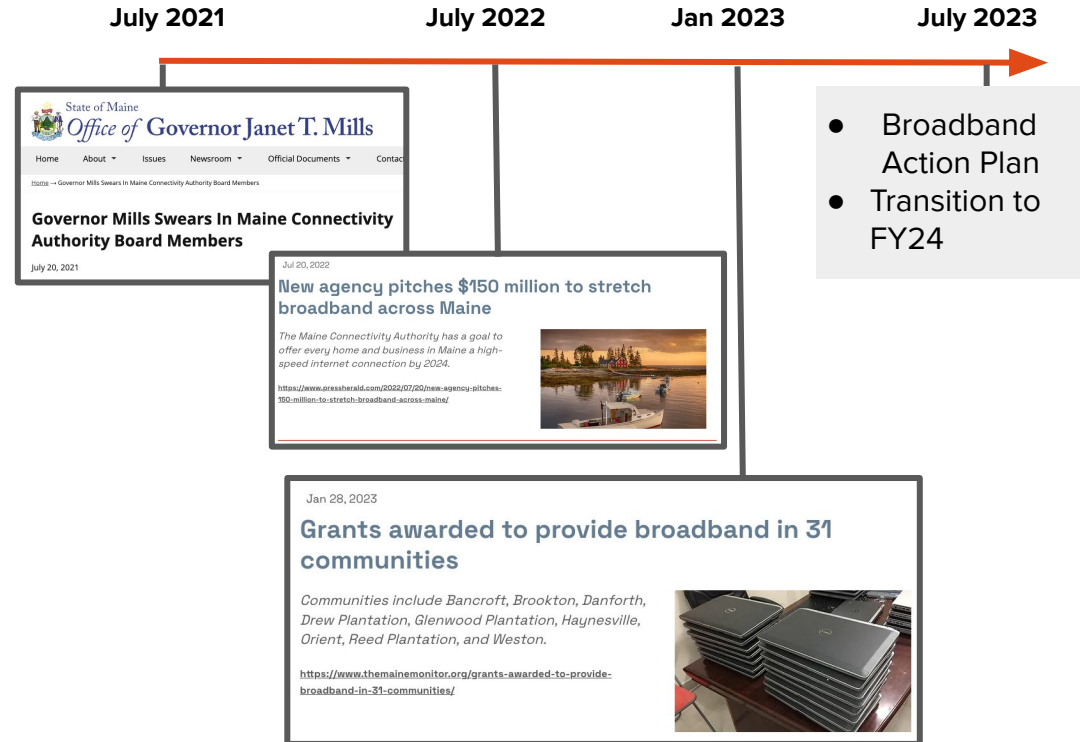 July 2021 July 2022 Jan 2023 July 2023
State of Maine
Office of Governor Janet T. Mills
Home About Issues Newsroom Official Documents Contac
Home → Governor Mills Swears In Maine Connectivity Authority Board Members
Governor Mills Swears In Maine Connectivity
Authority Board Members
July 20, 2021
● Broadband
Action Plan
● Transition to
FY24
Jul 20, 2022
New agency pitches $150 million to stretch
broadband across Maine
The Maine Connectivity Authority has a goal to
offer every home and business in Maine a high-
speed internet connection by 2024.
https://www.pressherald.com/2022/07/20/new-agency-pitches-
150-million-to-stretch-broadband-across-maine/
Jan 28, 2023
Grants awarded to provide broadband in 31
communities
Communities include Bancroft, Brookton, Danforth,
Drew Plantation, Glenwood Plantation, Haynesville,
Orient, Reed Plantation, and Weston.
https://www.themainemonitor.org/grants-awarded-to-provide-
broadband-in-31-communities/